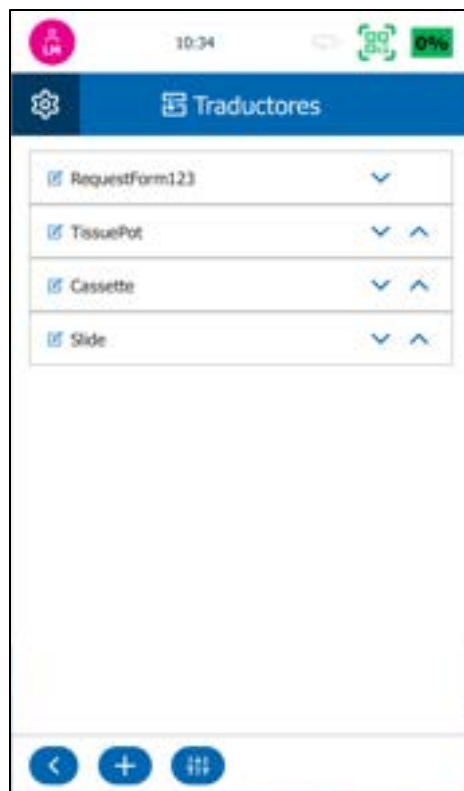 LM
10:34
0%
Traductores
RequestForm123
TissuePot
Cassette
Slide